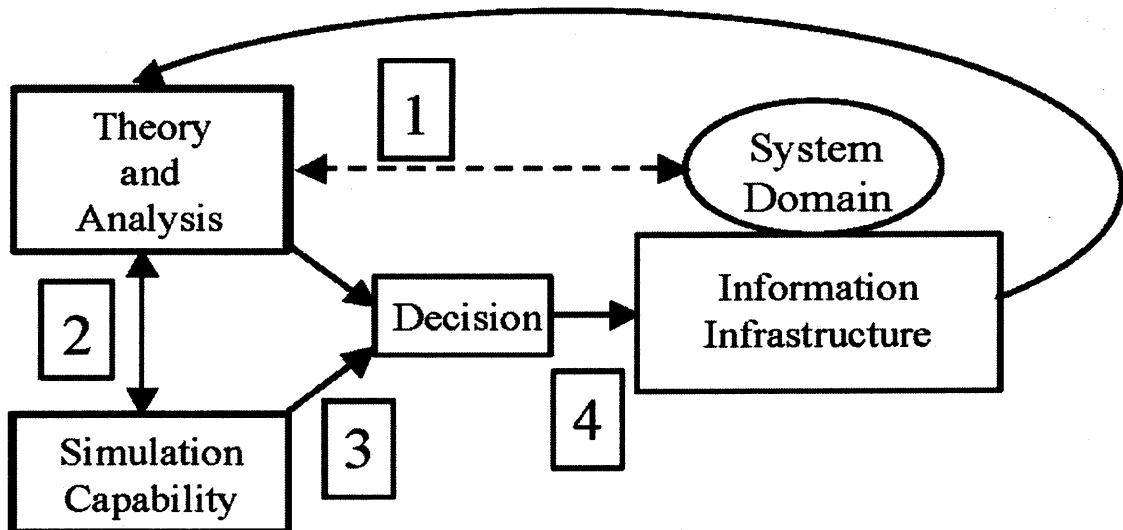 Theory
and
Analysis
1
System
Domain
2
Decision
Information
Infrastructure
3
4
Simulation
Capability